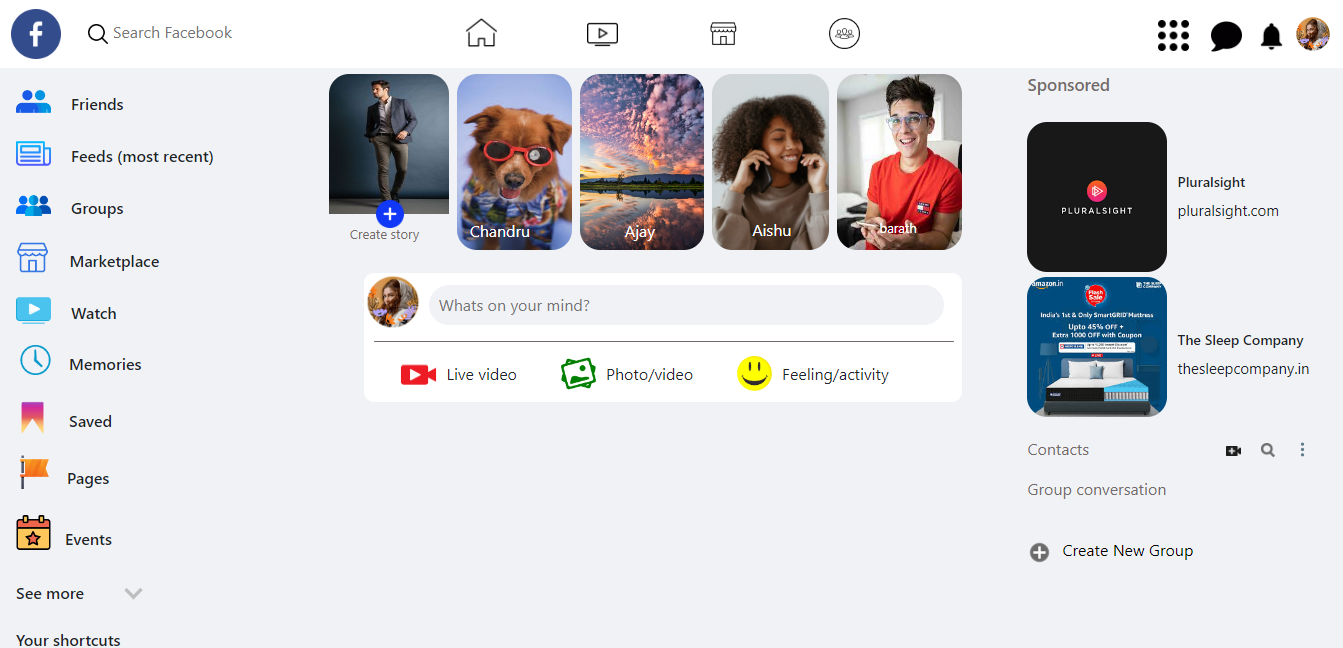 f
Search Facebook
Friends
Feeds (most recent)
Groups
Marketplace
Watch
Memories
Saved
Pages
Events
See more
Your shortcuts
Create story
Chandru
Ajay
Aishu
barath
Whats on your mind?
Live video
Photo/video
Feeling/activity
Sponsored
PLURALSIGHT
Pluralsight
pluralsight.com
amazon.in
THE SLEEP
COMPANY
Flash
Sale
India's 1st & Only SmartGRID Mattress
Upto 45% OFF +
Extra 1000 OFF with Coupon
The Sleep Company
thesleepcompany.in
Contacts
Group conversation
Create New Group